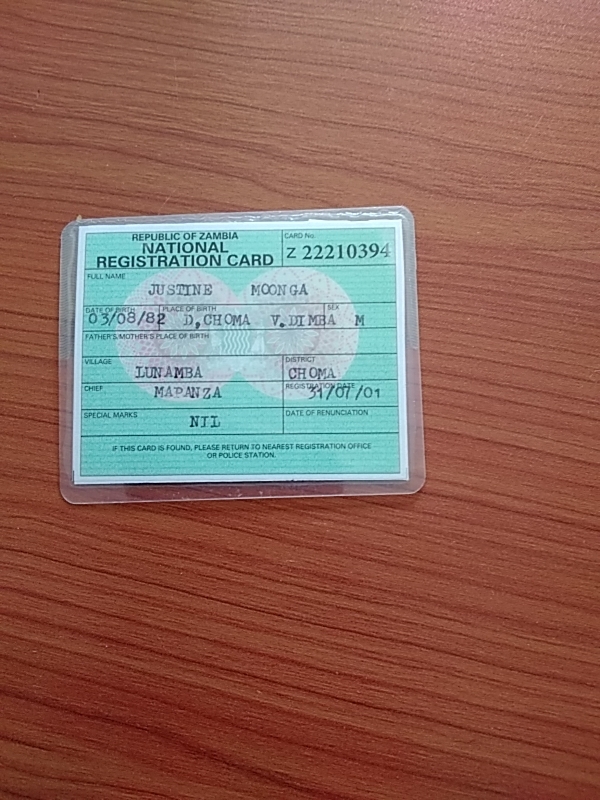 REPUBLIC OF ZAMBIA
NATIONAL
REGISTRATION CARD
CARD No.
Z 22210394
FULL NAME
JUSTINE MOONGA
DATE OF BIRTH PLACE OF BIRTH SEX
03/08/82 D,CHOMA V.DIMBA M
FATHER'S/MOTHER'S PLACE OF BIRTH
VILLAGE DISTRICT
LUNAMBA CHOMA
CHIEF REGISTRATION DATE
MAPANZA 31/07/01
SPECIAL MARKS DATE OF RENUNCIATION
NIL
IF THIS CARD IS FOUND, PLEASE RETURN TO NEAREST REGISTRATION OFFICE
OR POLICE STATION.